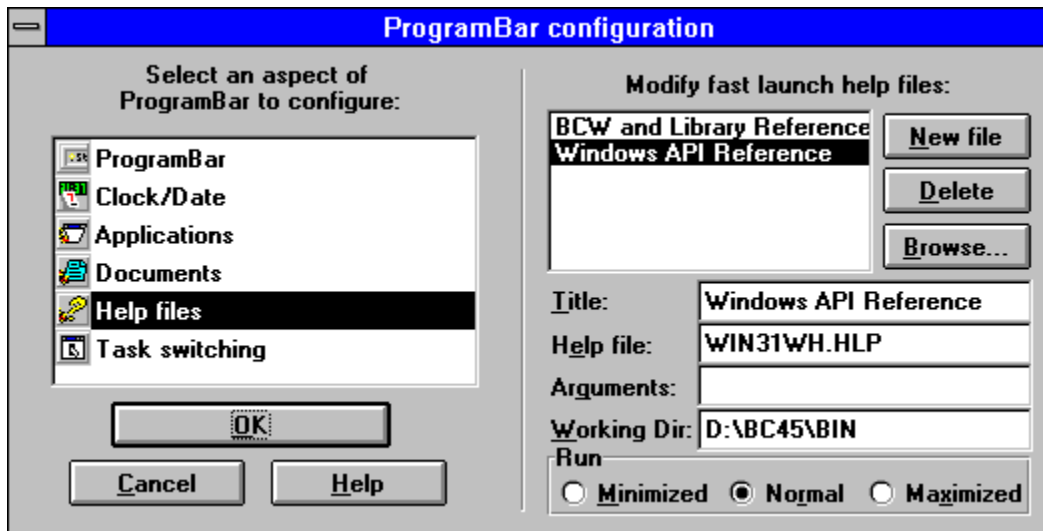 ProgramBar configuration
Select an aspect of
ProgramBar to configure:
ProgramBar
Clock/Date
Applications
Documents
Help files
Task switching
OK
Cancel
Help
Modify fast launch help files:
BCW and Library Reference
Windows API Reference
New file
Delete
Browse...
Title: Windows API Reference
Help file: WIN31WH.HLP
Arguments:
Working Dir: D:\BC45\BIN
Run
Minimized Normal Maximized